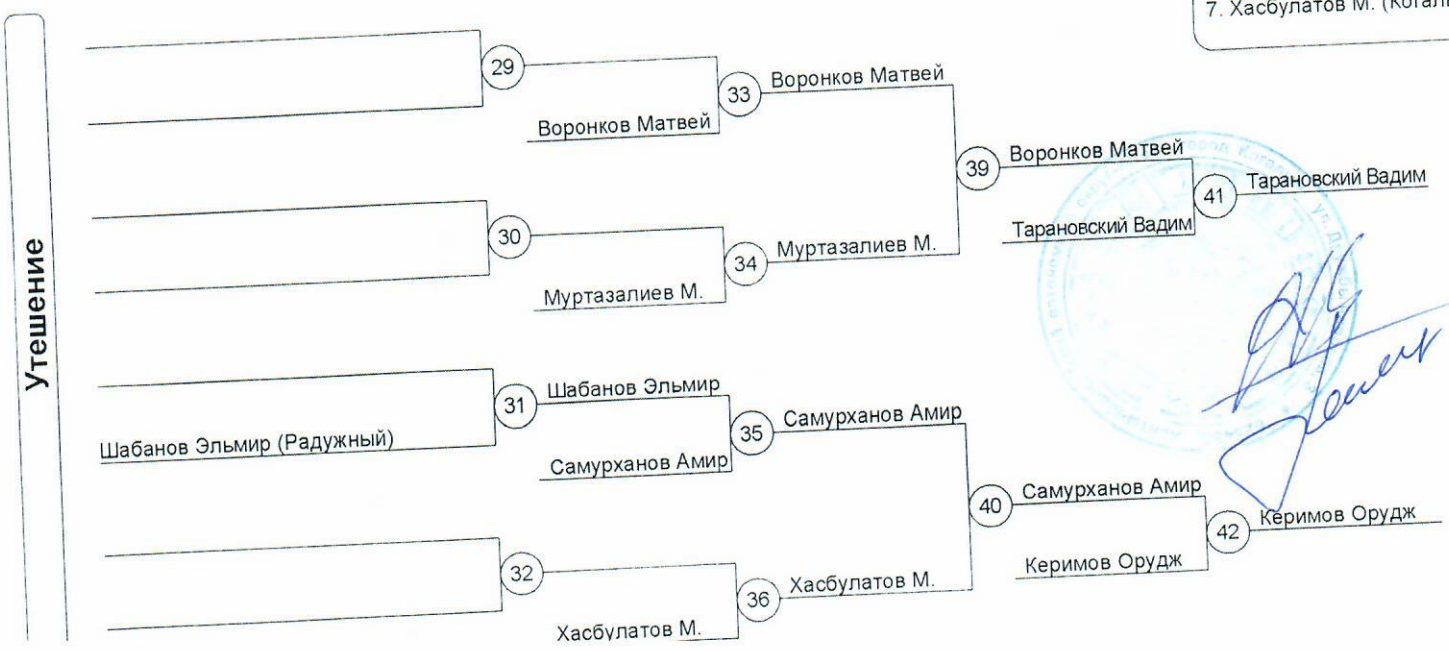 7. Хасбулатов М.
Утешение
29
Воронков Матвей
33
Воронков Матвей
30
Муртазалиев М.
34
Муртазалиев М.
39
Воронков Матвей
Тарановский Вадим
41
Тарановский Вадим
31
Шабанов Эльмир (Радужный)
Шабанов Эльмир
Самурханов Амир
35
Самурханов Амир
32
Хасбулатов М.
36
Хасбулатов М.
40
Самурханов Амир
Керимов Орудж
42
Керимов Орудж